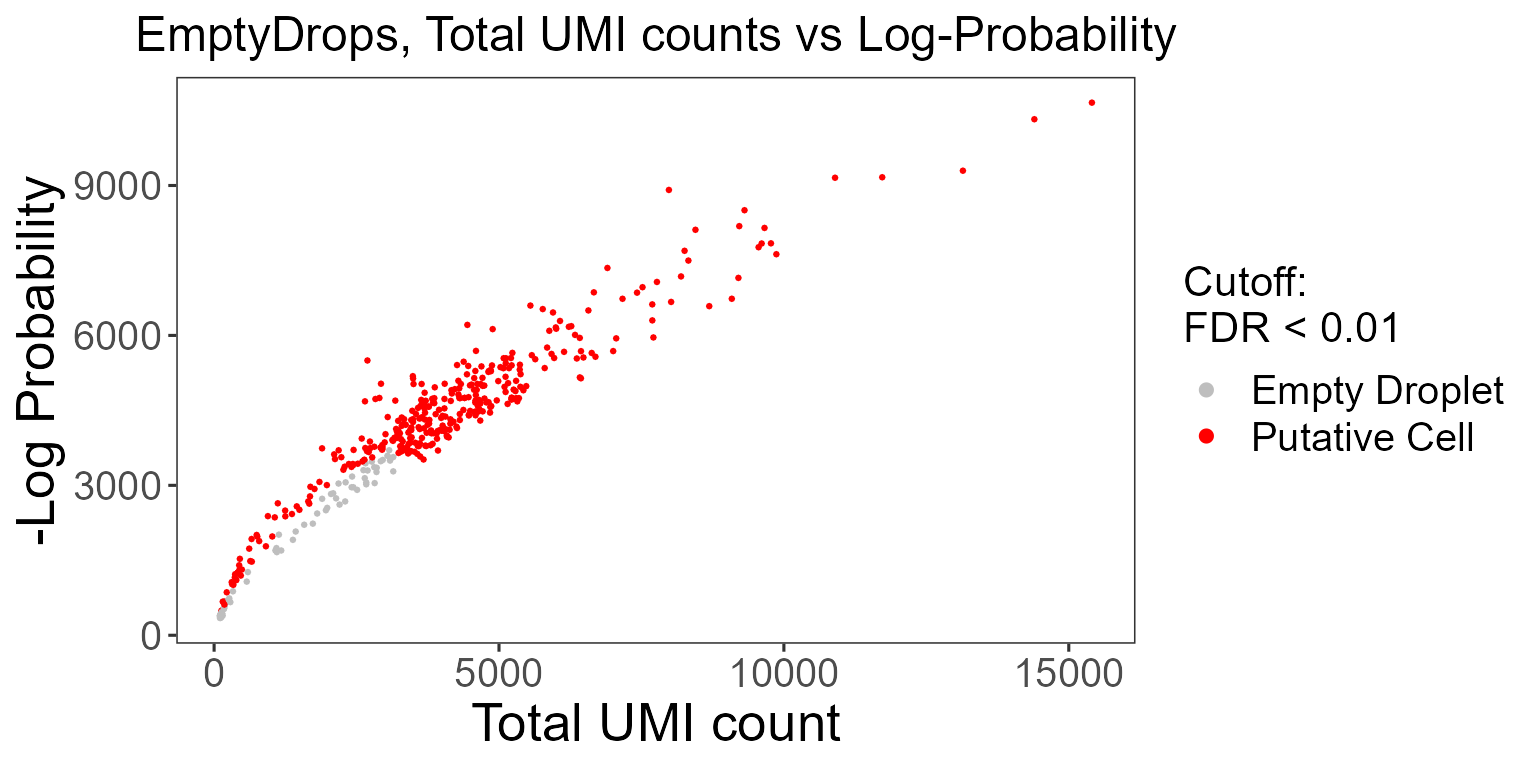 EmptyDrops, Total UMI counts vs Log-Probability
-Log Probability
9000
6000
3000
0
0
5000
10000
15000
Total UMI count
Cutoff:
FDR < 0.01
Empty Droplet
Putative Cell